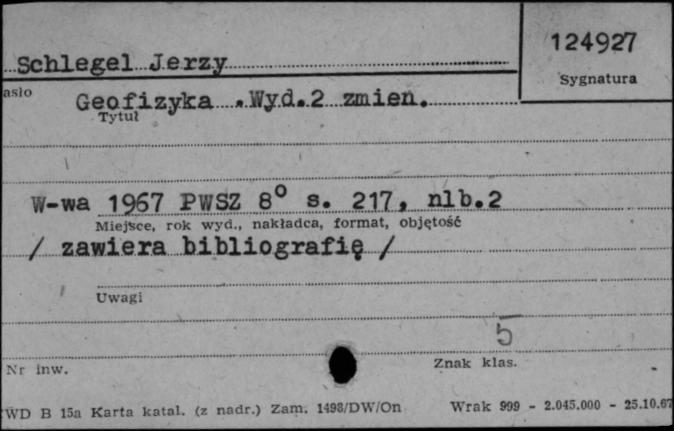 124927
Schlegel Jerzy
Sygnatura
asło
Geofizyka .Wyd.2 zmien.
Tytuł
W-wa 1967 PWSZ 8° s. 217, nlb.2
Miejsce, rok wyd., nakładca, format, objętość
/ zawiera bibliografię /
Uwagi
5
Nr inw.
Znak klas.
WD B 15a Karta katal. (z nadr.) Zam. 1498/DW/On Wrak 999 - 2.045.000 - 25.10.67